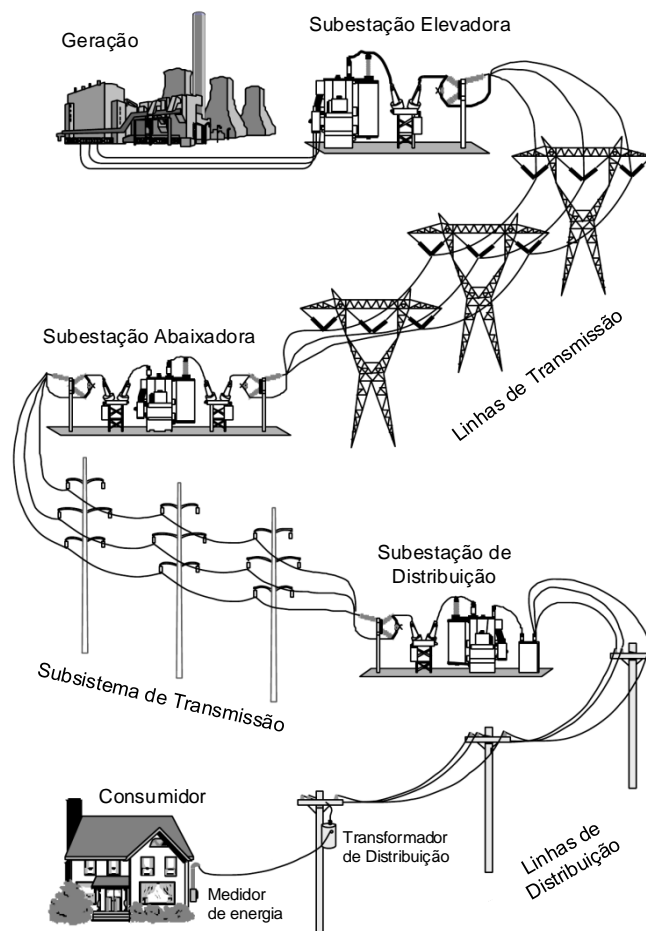 Geração
Subestação Elevadora
Linhas de Transmissão
Subestação Abaixadora
Subestação de
Distribuição
Subsistema de Transmissão
Linhas de
Distribuição
Transformador
de Distribuição
Consumidor
Medidor
de energia